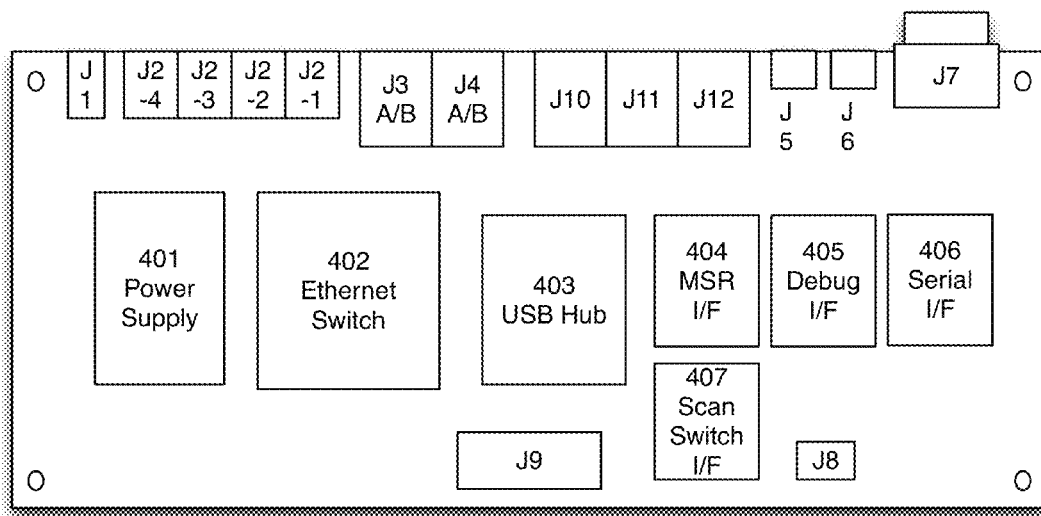 J
1
J2
-4
J2
-3
J2
-2
J2
-1
J3
A/B
J4
A/B
J10
J11
J12
J
5
J
6
J7
401
Power
Supply
402
Ethernet
Switch
403
USB Hub
404
MSR
I/F
405
Debug
I/F
406
Serial
I/F
407
Scan
Switch
I/F
J9
J8